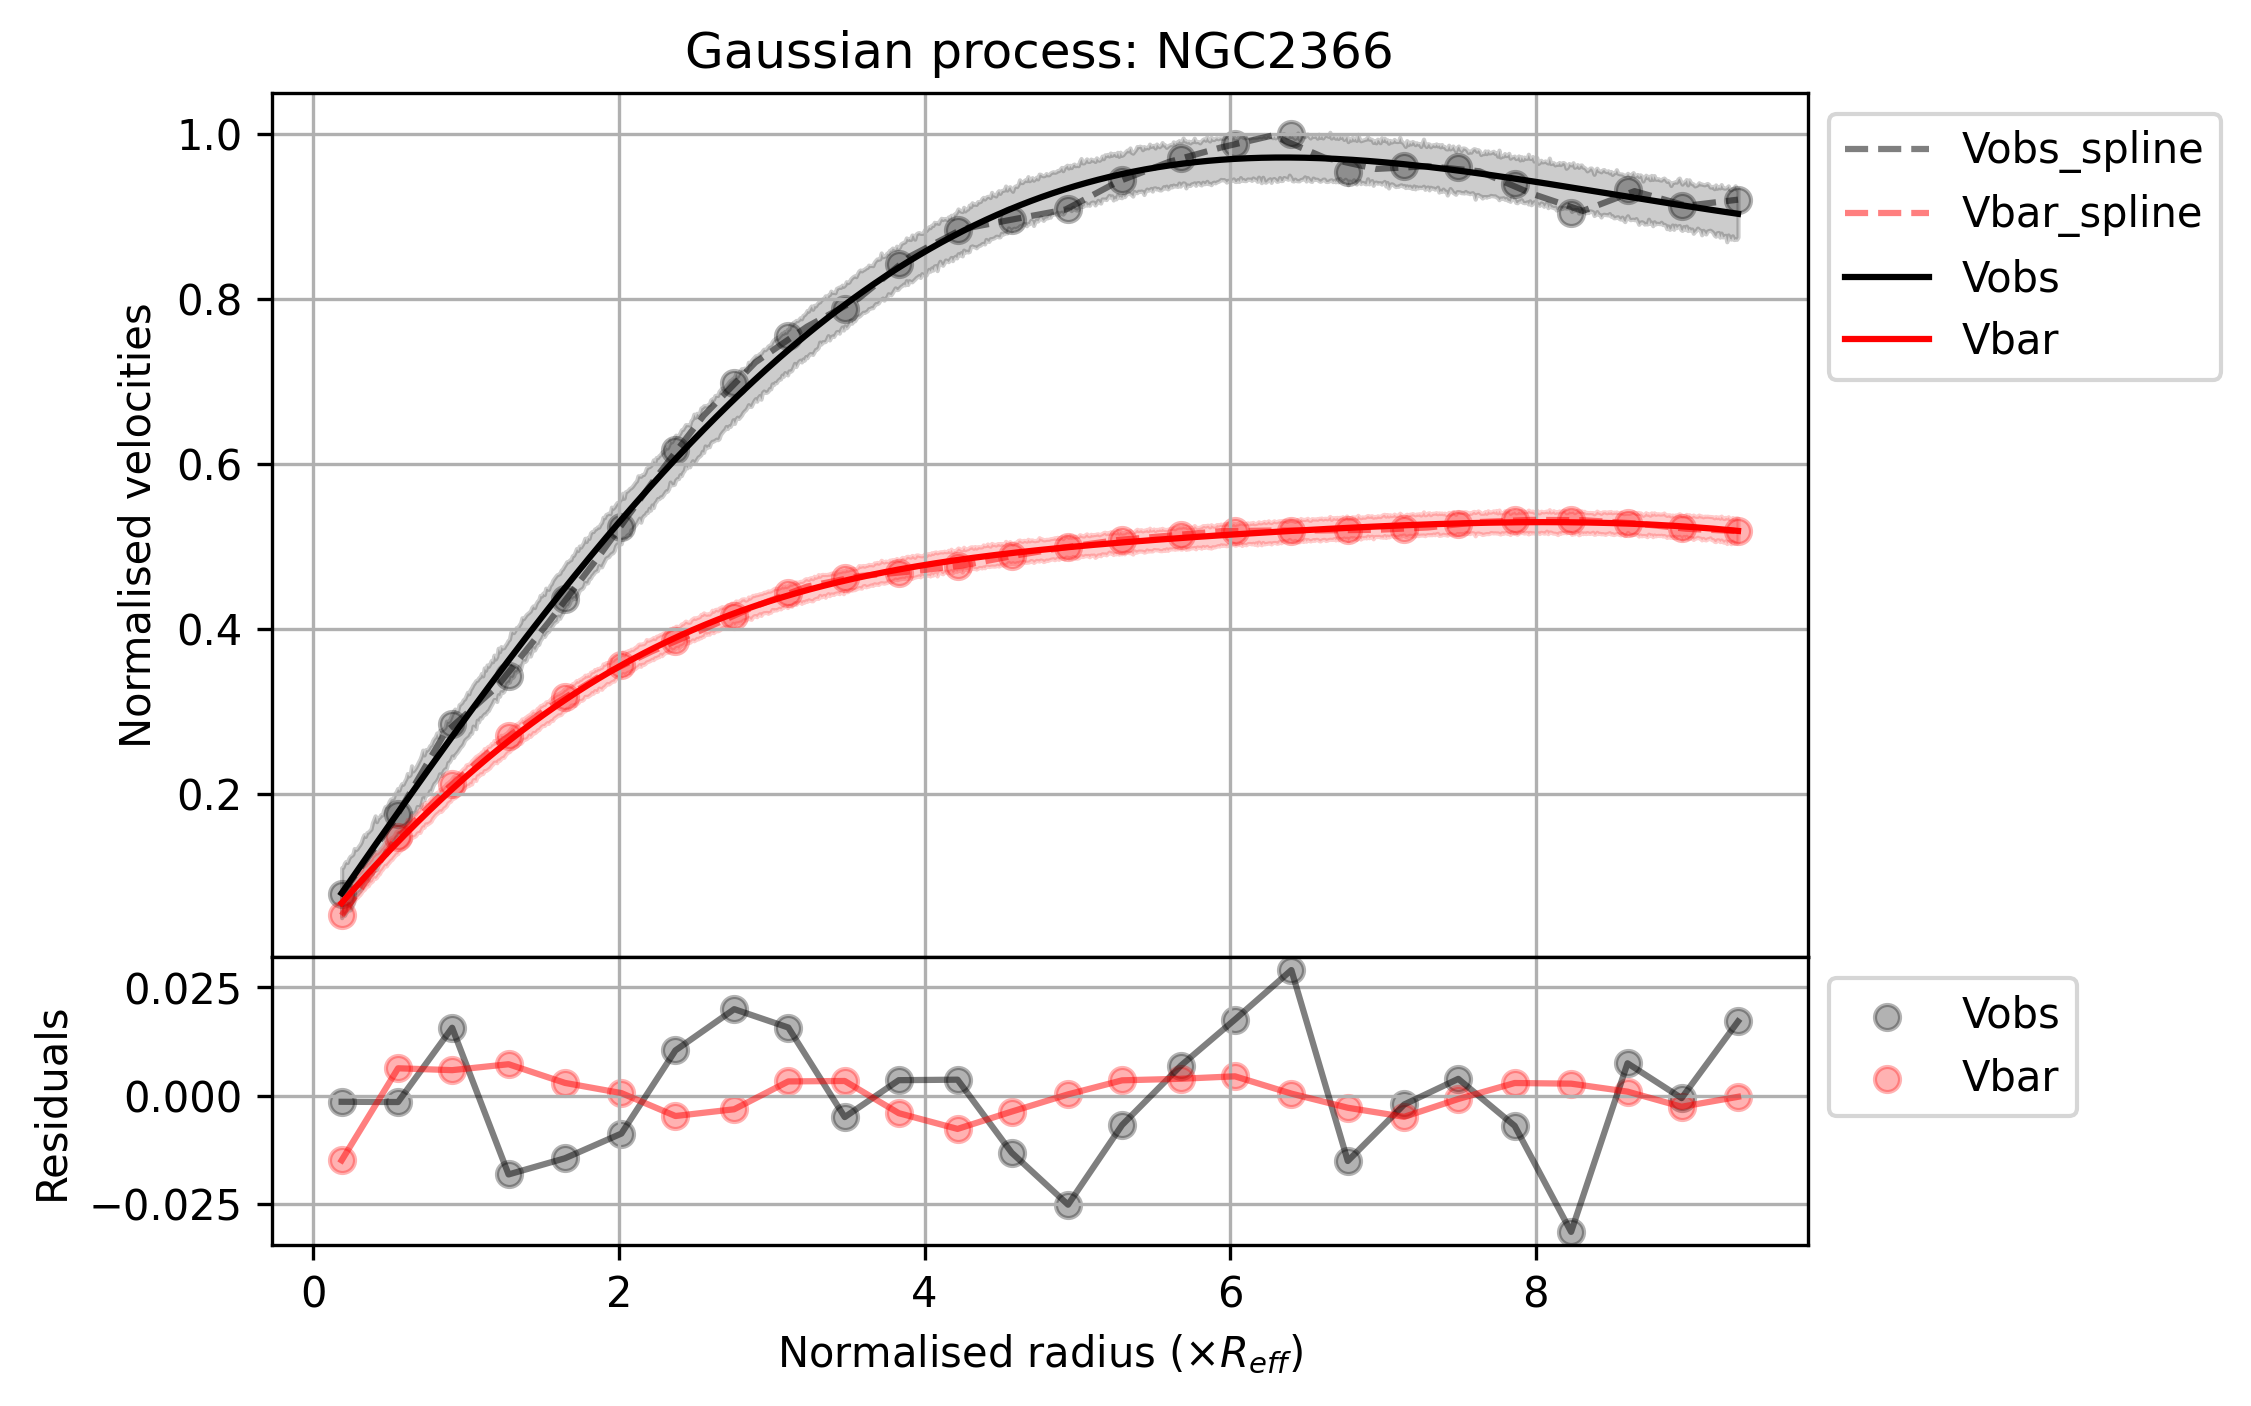 Gaussian process: NGC2366
1.0
0.8
0.6
0.4
0.2
Normalised velocities
Vobs_spline
Vbar_spline
Vobs
Vbar
0.025
0.000
−0.025
Residuals
Vobs
Vbar
0 2 4 6 8
Normalised radius (×R_eff)